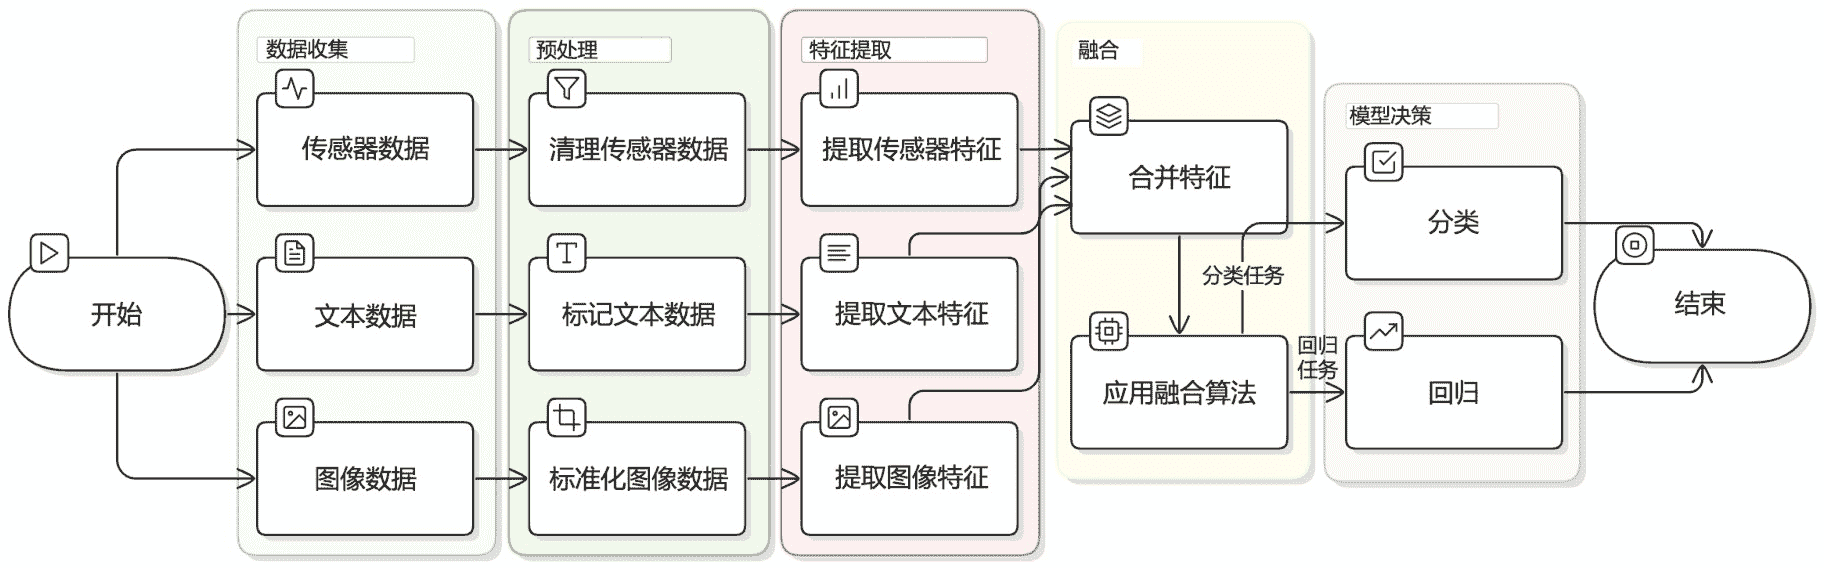 开始
数据收集
传感器数据
文本数据
图像数据
预处理
清理传感器数据
标记文本数据
标准化图像数据
特征提取
提取传感器特征
提取文本特征
提取图像特征
融合
合并特征
分类任务
应用融合算法
回归
任务
模型决策
分类
回归
结束